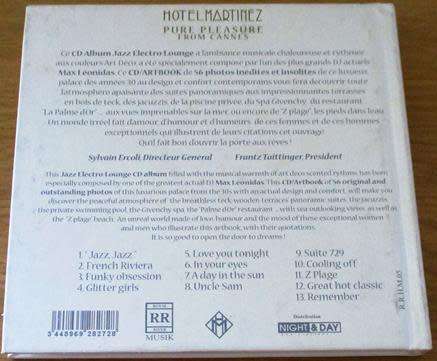 HOTEL MARTINEZ
PURE PLEASURE
FROM CANNES
Ce CD Album Jazz Electro Lounge a l'ambiance musicale chaleureuse et rythmée
aux couleurs Art Deco a été spécialement composé par l'un des plus grands DJ actuels
Max Leonidas. Ce CD/ARTBOOK de 56 photos inédites et insolites de ce luxueux
palace des années 30 au design et confort contemporains vous fera découvrir toute
l'atmosphère apaisante des suites panoramiques aux impressionnantes terrasses
en bois de teck, des jacuzzis, de la piscine privée, du Spa Givenchy, du restaurant
"La Palme d'Or" ... aux vues imprenables sur la mer, ou encore de "Z plage", les pieds dans l'eau.
Un monde irréel fait d'amour, d'humour et d'humeurs de ces femmes et de ces hommes
exceptionnels qui illustrent de leurs citations cet ouvrage.
Qu'il fait bon d'ouvrir la porte aux rêves !
Sylvain Ercoli, Directeur General Frantz Taittinger, President
This Jazz Electro Lounge CD album filled with the musical warmth of art deco scented rythms, has been
especially composed by one of the greatest actual DJ Max Leonidas. This CD/Artbook of 56 original and
outstanding photos of this luxurious palace from the 30s with art actual design and comfort, will make you
discover the peaceful atmosphere of the breathless teck wooden terraces' panoramic suites, the jacuzzis,
the private swimming pool, the Givenchy spa, the "Palme d'or" restaurant ... with sea outlooking views, as well as
the "Z plage" beach. An unreal world made of love, humour and the mood of these exceptional women
and men who illustrate this artbook, with their quotations.
It is so good to open the door to dreams !
1 "Jazz, Jazz"
2 French Riviera
3 Funky obsession
4 Glitter girls
5 Love you tonight
6 In your eyes
7 A day in the sun
8 Uncle Sam
9 Suite 729
10 Cooling off
11 Z Plage
12 Great hot classic
13 Remember
3 448969 282728
ROYAL
RR
RIVER
MUSIK
Distribution
NIGHT & DAY
R.R.H.M.05